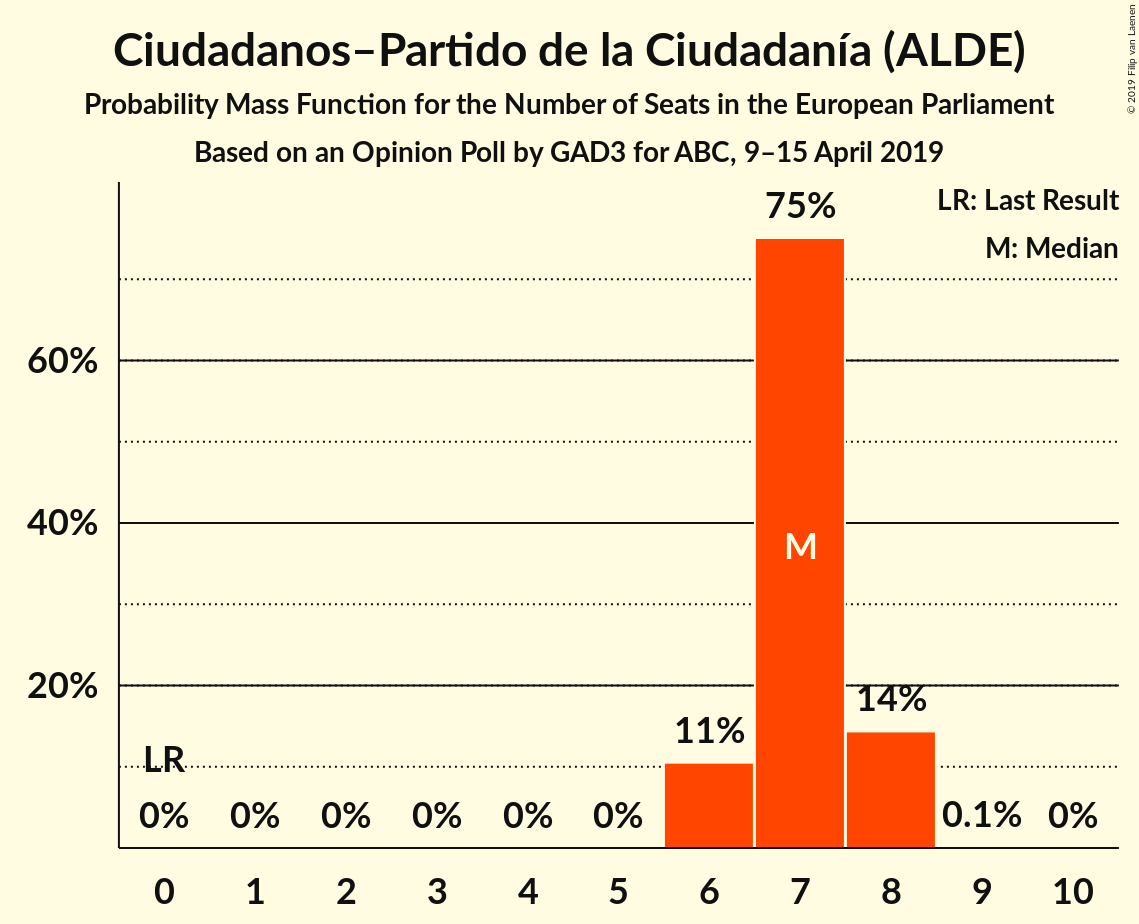 Ciudadanos–Partido de la Ciudadanía (ALDE)
Probability Mass Function for the Number of Seats in the European Parliament
Based on an Opinion Poll by GAD3 for ABC, 9–15 April 2019
© 2019 Filip van Laenen
LR: Last Result
M: Median
75%
60%
40%
M
20%
14%
11%
LR
0% 0% 0% 0% 0% 0% 0.1% 0%
0 1 2 3 4 5 6 7 8 9 10